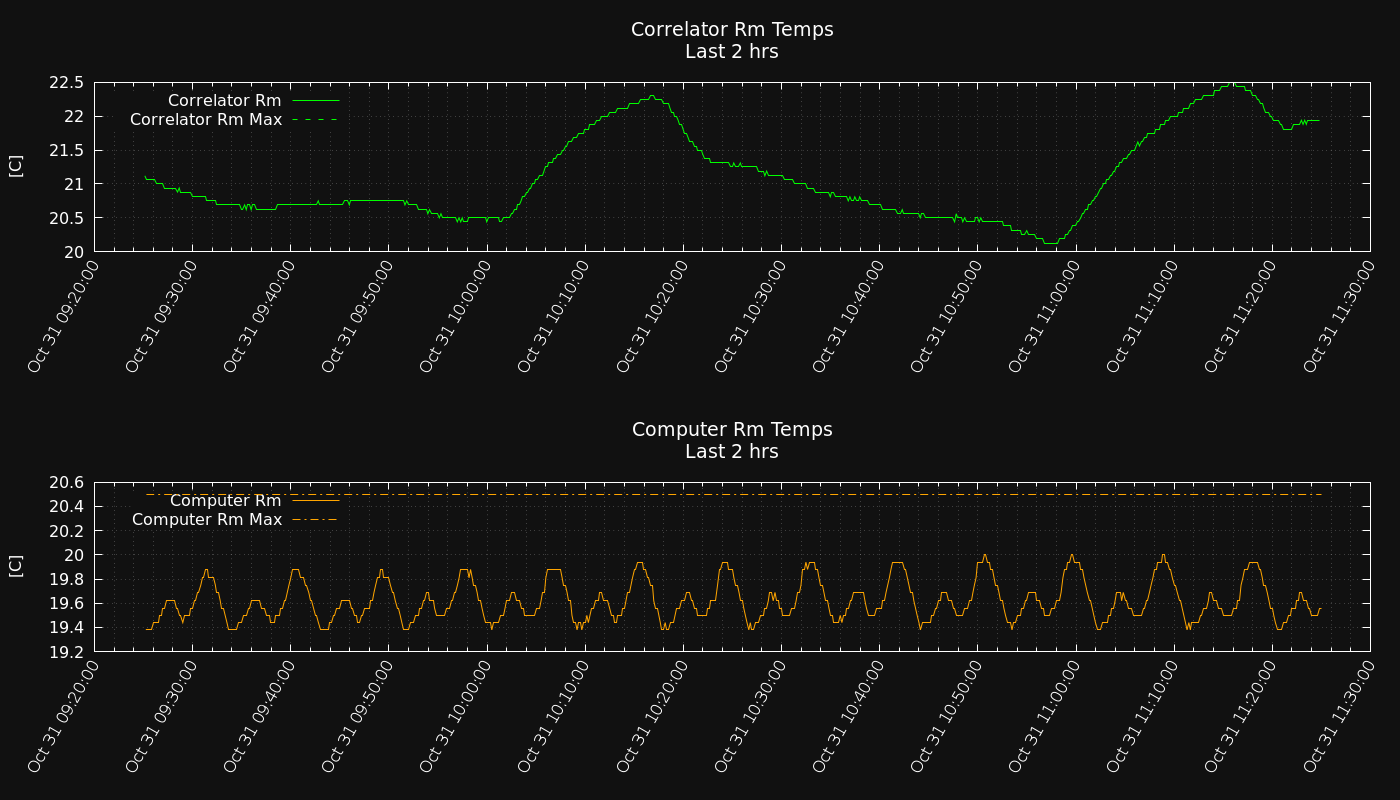 Correlator Rm Temps
Last 2 hrs
Correlator Rm
Correlator Rm Max
[C]
22.5
22
21.5
21
20.5
20
Oct 31 09:20:00
Oct 31 09:30:00
Oct 31 09:40:00
Oct 31 09:50:00
Oct 31 10:00:00
Oct 31 10:10:00
Oct 31 10:20:00
Oct 31 10:30:00
Oct 31 10:40:00
Oct 31 10:50:00
Oct 31 11:00:00
Oct 31 11:10:00
Oct 31 11:20:00
Oct 31 11:30:00
Computer Rm Temps
Last 2 hrs
Computer Rm
Computer Rm Max
[C]
20.6
20.4
20.2
20
19.8
19.6
19.4
19.2
Oct 31 09:20:00
Oct 31 09:30:00
Oct 31 09:40:00
Oct 31 09:50:00
Oct 31 10:00:00
Oct 31 10:10:00
Oct 31 10:20:00
Oct 31 10:30:00
Oct 31 10:40:00
Oct 31 10:50:00
Oct 31 11:00:00
Oct 31 11:10:00
Oct 31 11:20:00
Oct 31 11:30:00